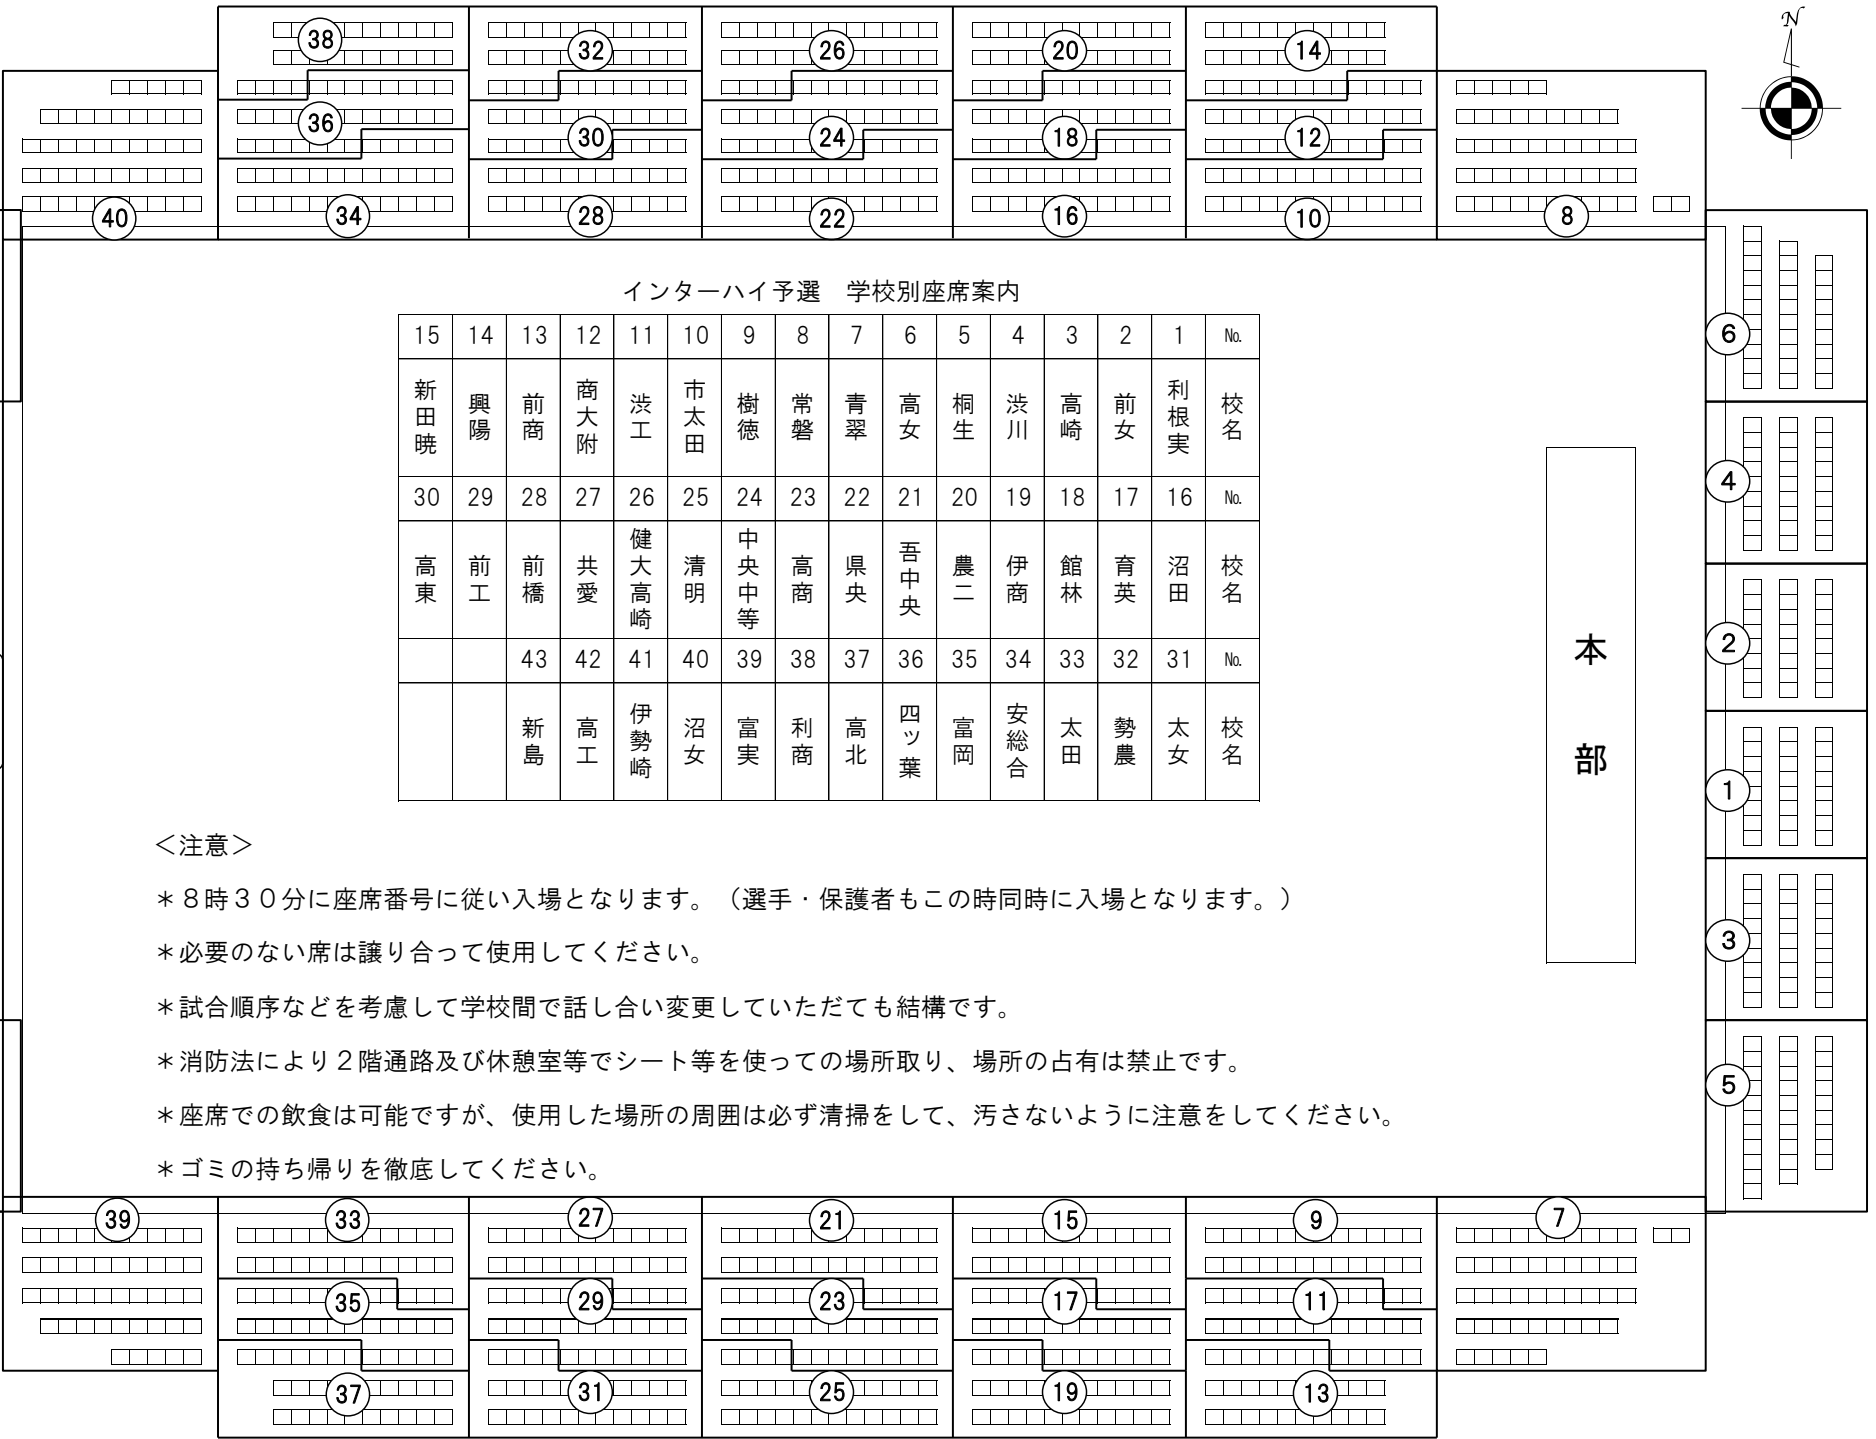 N
38 32 26 20 14
36 30 24 18 12
40 34 28 22 16 10 8
インターハイ予選　学校別座席案内
15 14 13 12 11 10 9 8 7 6 5 4 3 2 1 №
新田暁 興陽 前商 商大附 渋工 市太田 樹徳 常磐 青翠 高女 桐生 渋川 高崎 前女 利根実 校名
30 29 28 27 26 25 24 23 22 21 20 19 18 17 16 №
高東 前工 前橋 共愛 健大高崎 清明 中央中等 高商 県央 吾中央 農二 伊商 館林 育英 沼田 校名
43 42 41 40 39 38 37 36 35 34 33 32 31 №
新島 高工 伊勢崎 沼女 富実 利商 高北 四ッ葉 富岡 安総合 太田 勢農 太女 校名
本部
6
4
2
1
3
5
＜注意＞
＊８時３０分に座席番号に従い入場となります。（選手・保護者もこの時同時に入場となります。）
＊必要のない席は譲り合って使用してください。
＊試合順序などを考慮して学校間で話し合い変更していただても結構です。
＊消防法により２階通路及び休憩室等でシート等を使っての場所取り、場所の占有は禁止です。
＊座席での飲食は可能ですが、使用した場所の周囲は必ず清掃をして、汚さないように注意をしてください。
＊ゴミの持ち帰りを徹底してください。
39 33 27 21 15 9 7
35 29 23 17 11
37 31 25 19 13